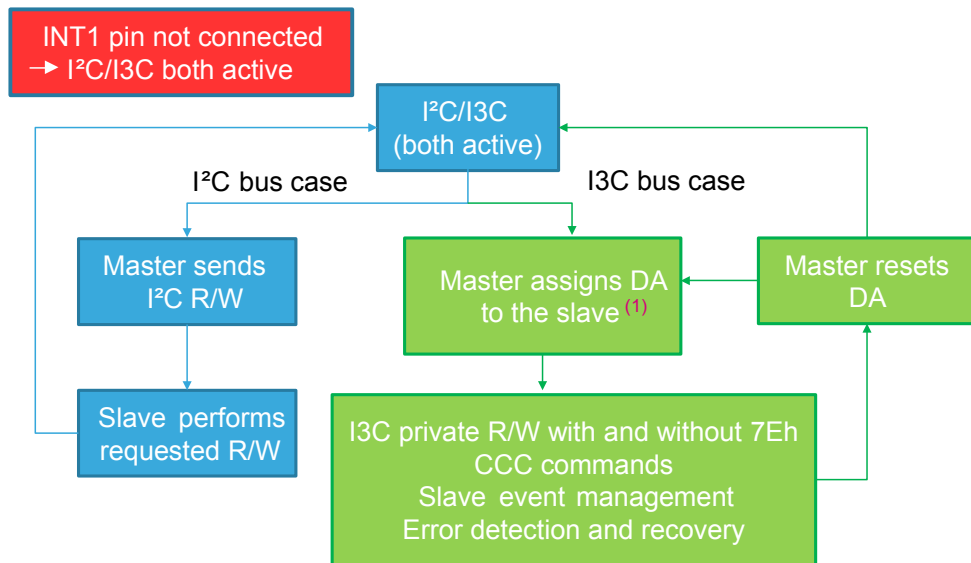 INT1 pin not connected
→ I²C/I3C both active
I²C/I3C
(both active)
I²C bus case
I3C bus case
Master sends
I²C R/W
Master assigns DA
to the slave (1)
Master resets
DA
Slave performs
requested R/W
I3C private R/W with and without 7Eh
CCC commands
Slave event management
Error detection and recovery